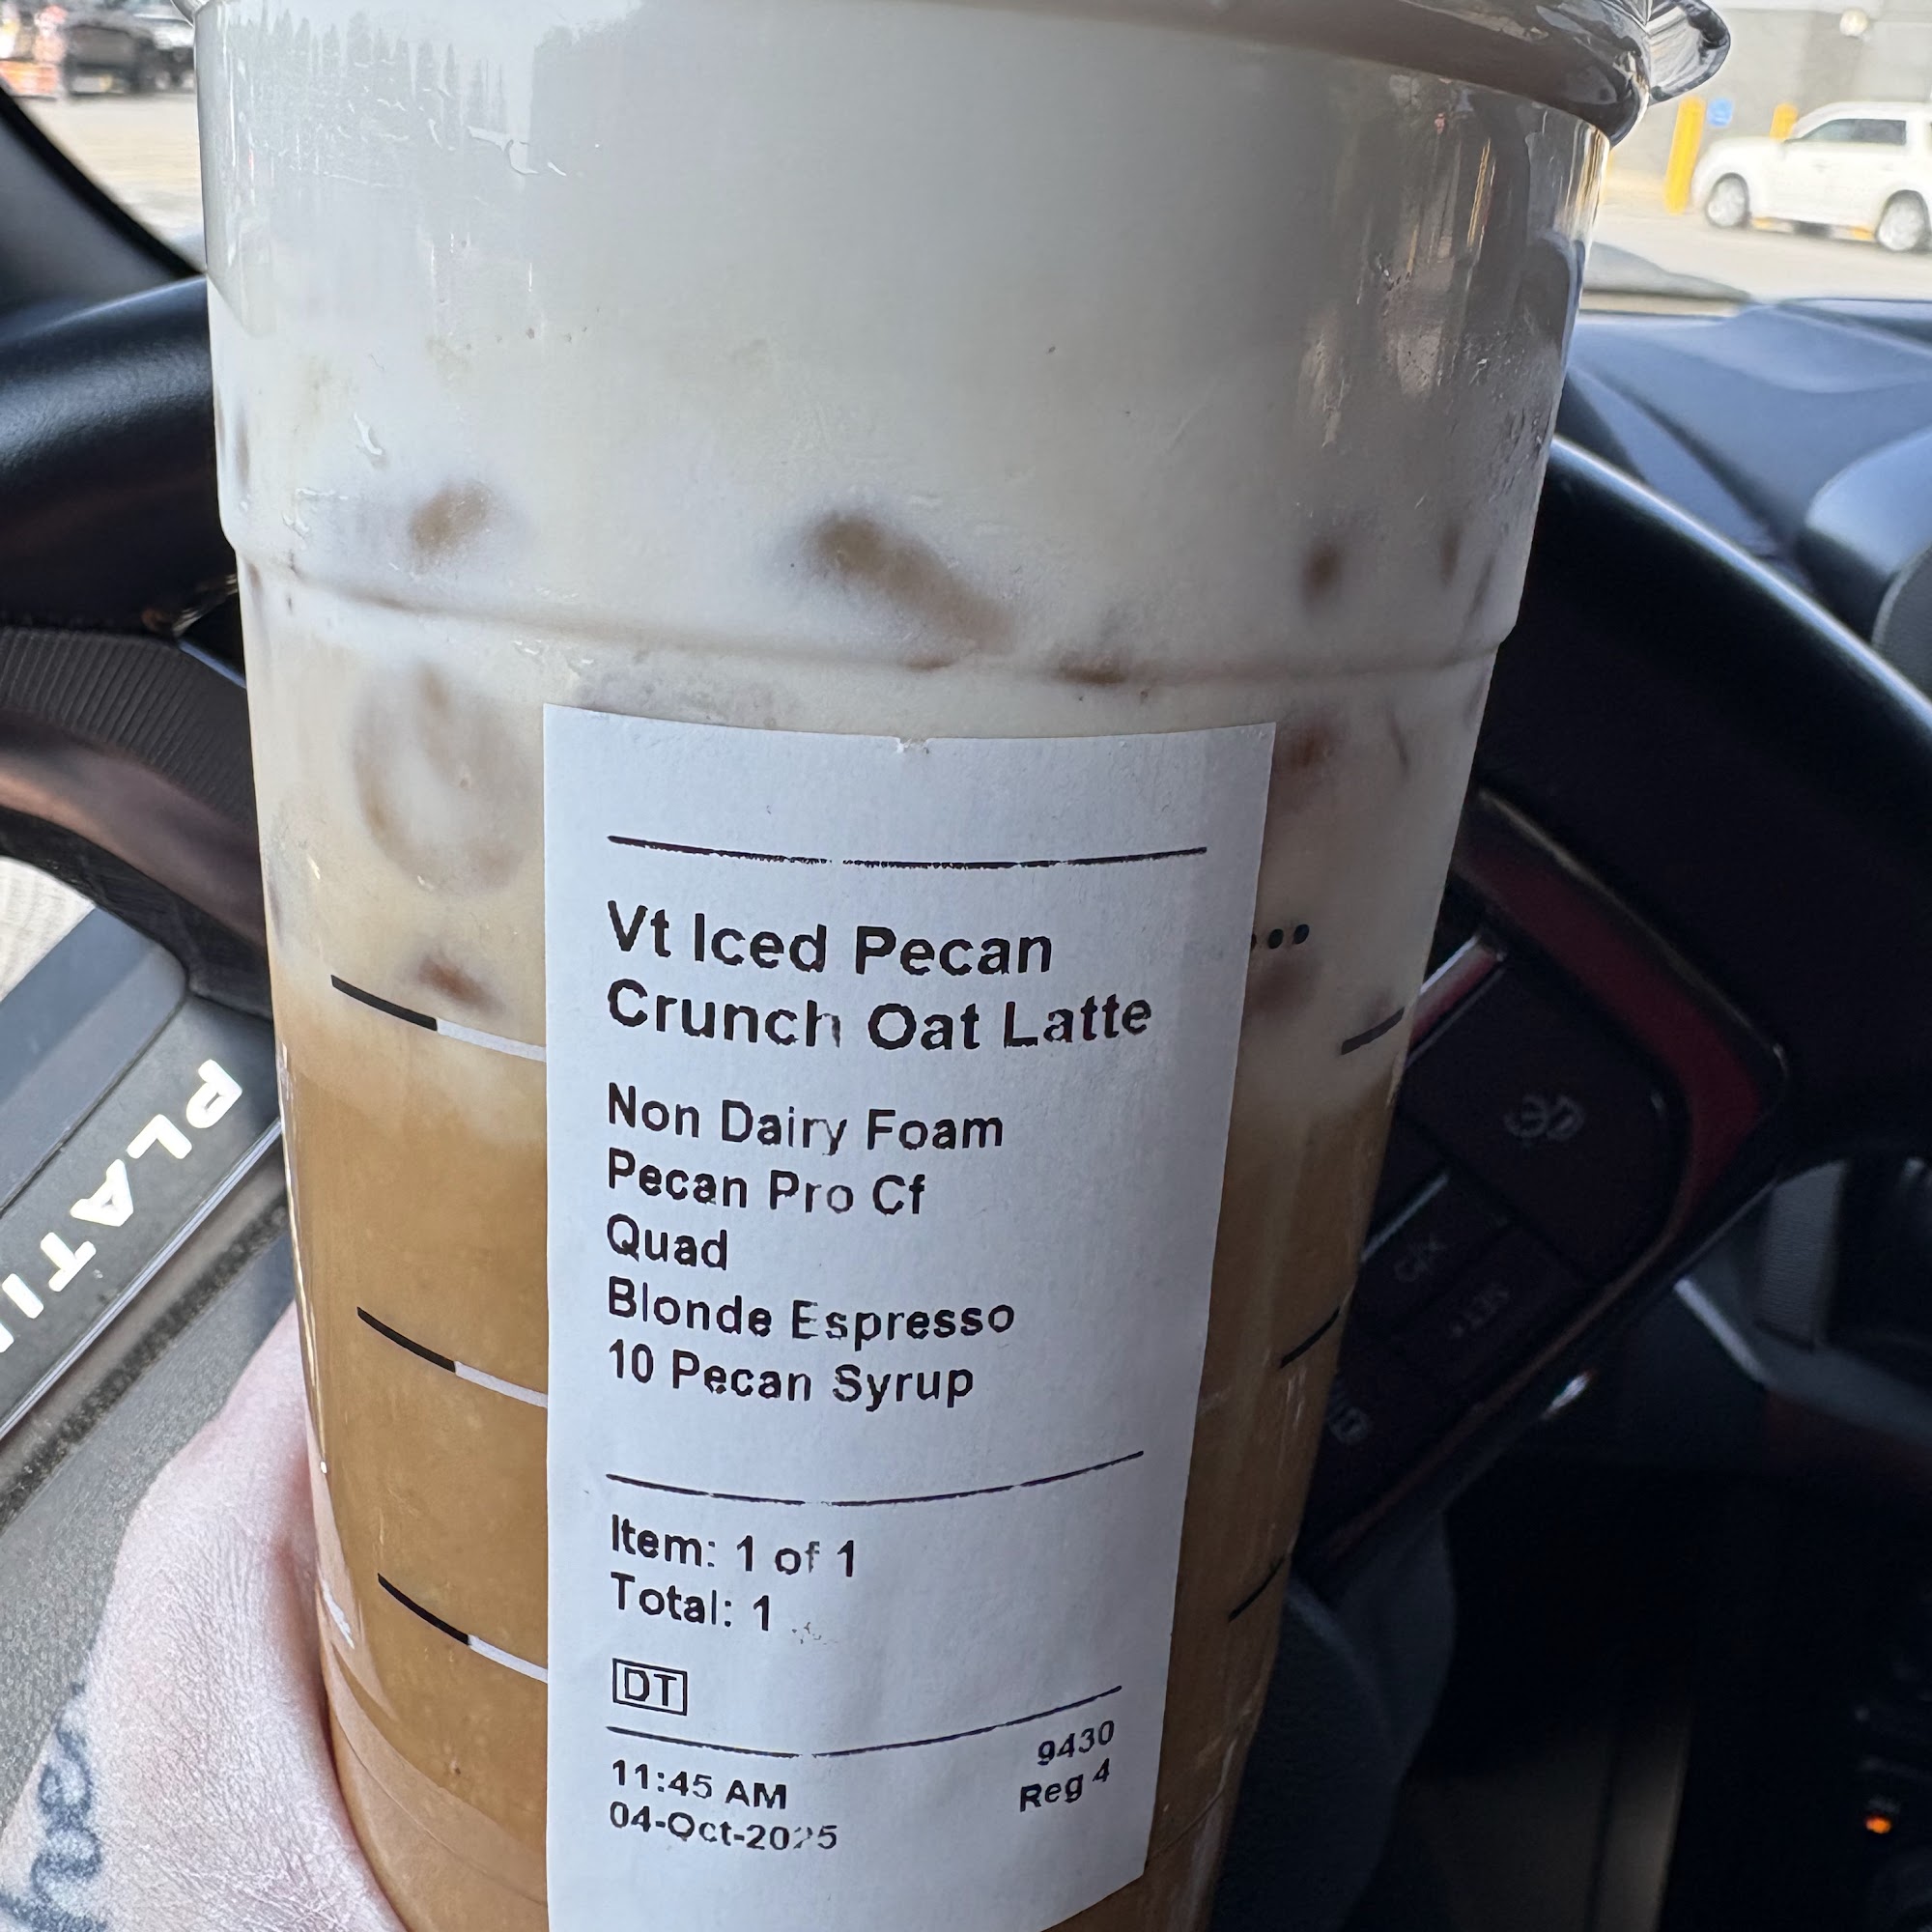 Vt Iced Pecan
Crunch Oat Latte
Non Dairy Foam
Pecan Pro Cf
Quad
Blonde Espresso
10 Pecan Syrup
Item: 1 of 1
Total: 1
DT
11:45 AM
04-Oct-2025
9430
Reg 4